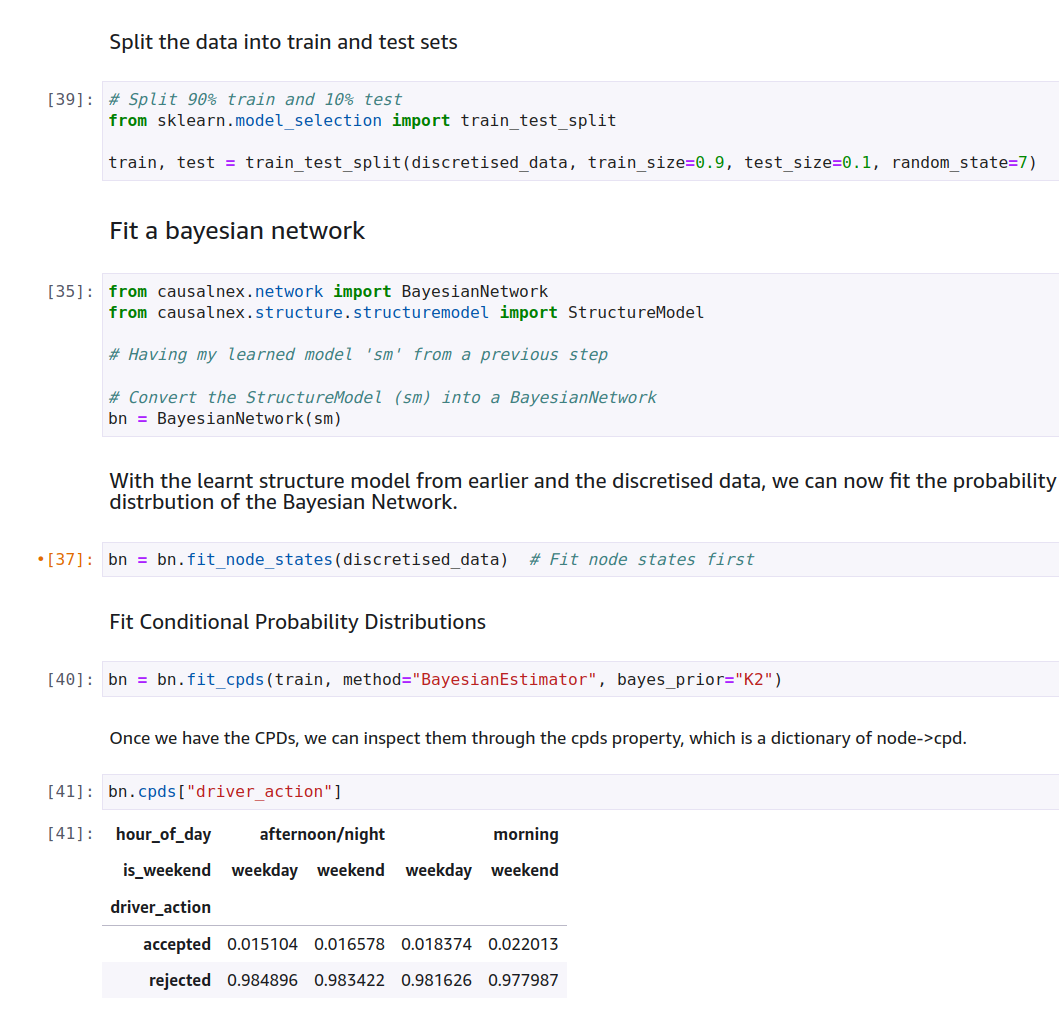 Split the data into train and test sets
[39]: # Split 90% train and 10% test
from sklearn.model_selection import train_test_split
train, test = train_test_split(discretised_data, train_size=0.9, test_size=0.1, random_state=7)
Fit a bayesian network
[35]: from causalnex.network import BayesianNetwork
from causalnex.structure.structuremodel import StructureModel
# Having my learned model 'sm' from a previous step
# Convert the StructureModel (sm) into a BayesianNetwork
bn = BayesianNetwork(sm)
With the learnt structure model from earlier and the discretised data, we can now fit the probability
distrbution of the Bayesian Network.
•[37]: bn = bn.fit_node_states(discretised_data)  # Fit node states first
Fit Conditional Probability Distributions
[40]: bn = bn.fit_cpds(train, method="BayesianEstimator", bayes_prior="K2")
Once we have the CPDs, we can inspect them through the cpds property, which is a dictionary of node->cpd.
[41]: bn.cpds["driver_action"]
[41]: hour_of_day afternoon/night morning
is_weekend weekday weekend weekday weekend
driver_action
accepted 0.015104 0.016578 0.018374 0.022013
rejected 0.984896 0.983422 0.981626 0.977987